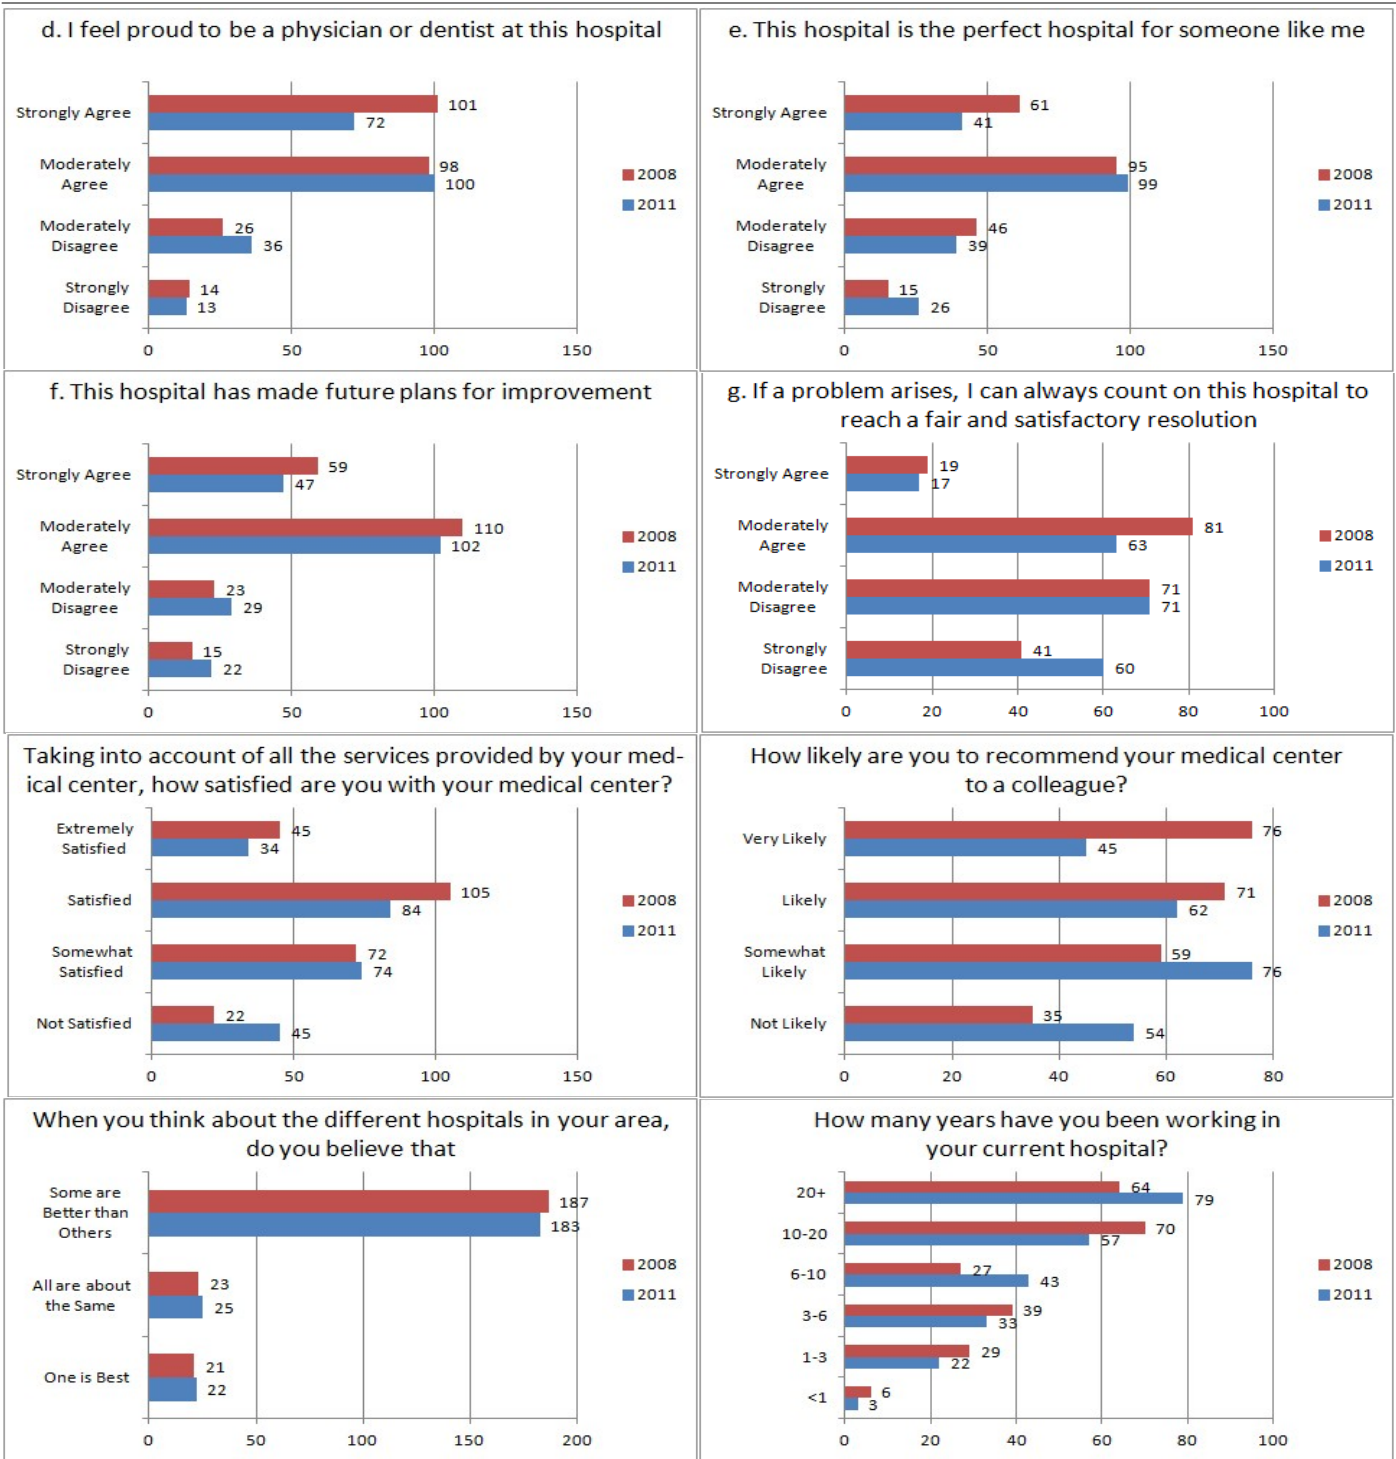 d. I feel proud to be a physician or dentist at this hospital
Strongly Agree
101
72
Moderately
Agree
98
100
Moderately
Disagree
26
36
Strongly
Disagree
14
13
2008
2011
0 50 100 150
e. This hospital is the perfect hospital for someone like me
Strongly Agree
61
41
Moderately
Agree
95
99
Moderately
Disagree
46
39
Strongly
Disagree
15
26
2008
2011
0 50 100 150
f. This hospital has made future plans for improvement
Strongly Agree
59
47
Moderately
Agree
110
102
Moderately
Disagree
23
29
Strongly
Disagree
15
22
2008
2011
0 50 100 150
g. If a problem arises, I can always count on this hospital to
reach a fair and satisfactory resolution
Strongly Agree
19
17
Moderately
Agree
81
63
Moderately
Disagree
71
71
Strongly
Disagree
41
60
2008
2011
0 20 40 60 80 100
Taking into account of all the services provided by your med-
ical center, how satisfied are you with your medical center?
Extremely
Satisfied
45
34
Satisfied
105
84
Somewhat
Satisfied
72
74
Not Satisfied
22
45
2008
2011
0 50 100 150
How likely are you to recommend your medical center
to a colleague?
Very Likely
76
45
Likely
71
62
Somewhat
Likely
59
76
Not Likely
35
54
2008
2011
0 20 40 60 80
When you think about the different hospitals in your area,
do you believe that
Some are
Better than
Others
187
183
All are about
the Same
23
25
One is Best
21
22
2008
2011
0 50 100 150 200
How many years have you been working in
your current hospital?
20+
64
79
10-20
70
57
6-10
27
43
3-6
39
33
1-3
29
22
<1
6
3
2008
2011
0 20 40 60 80 100